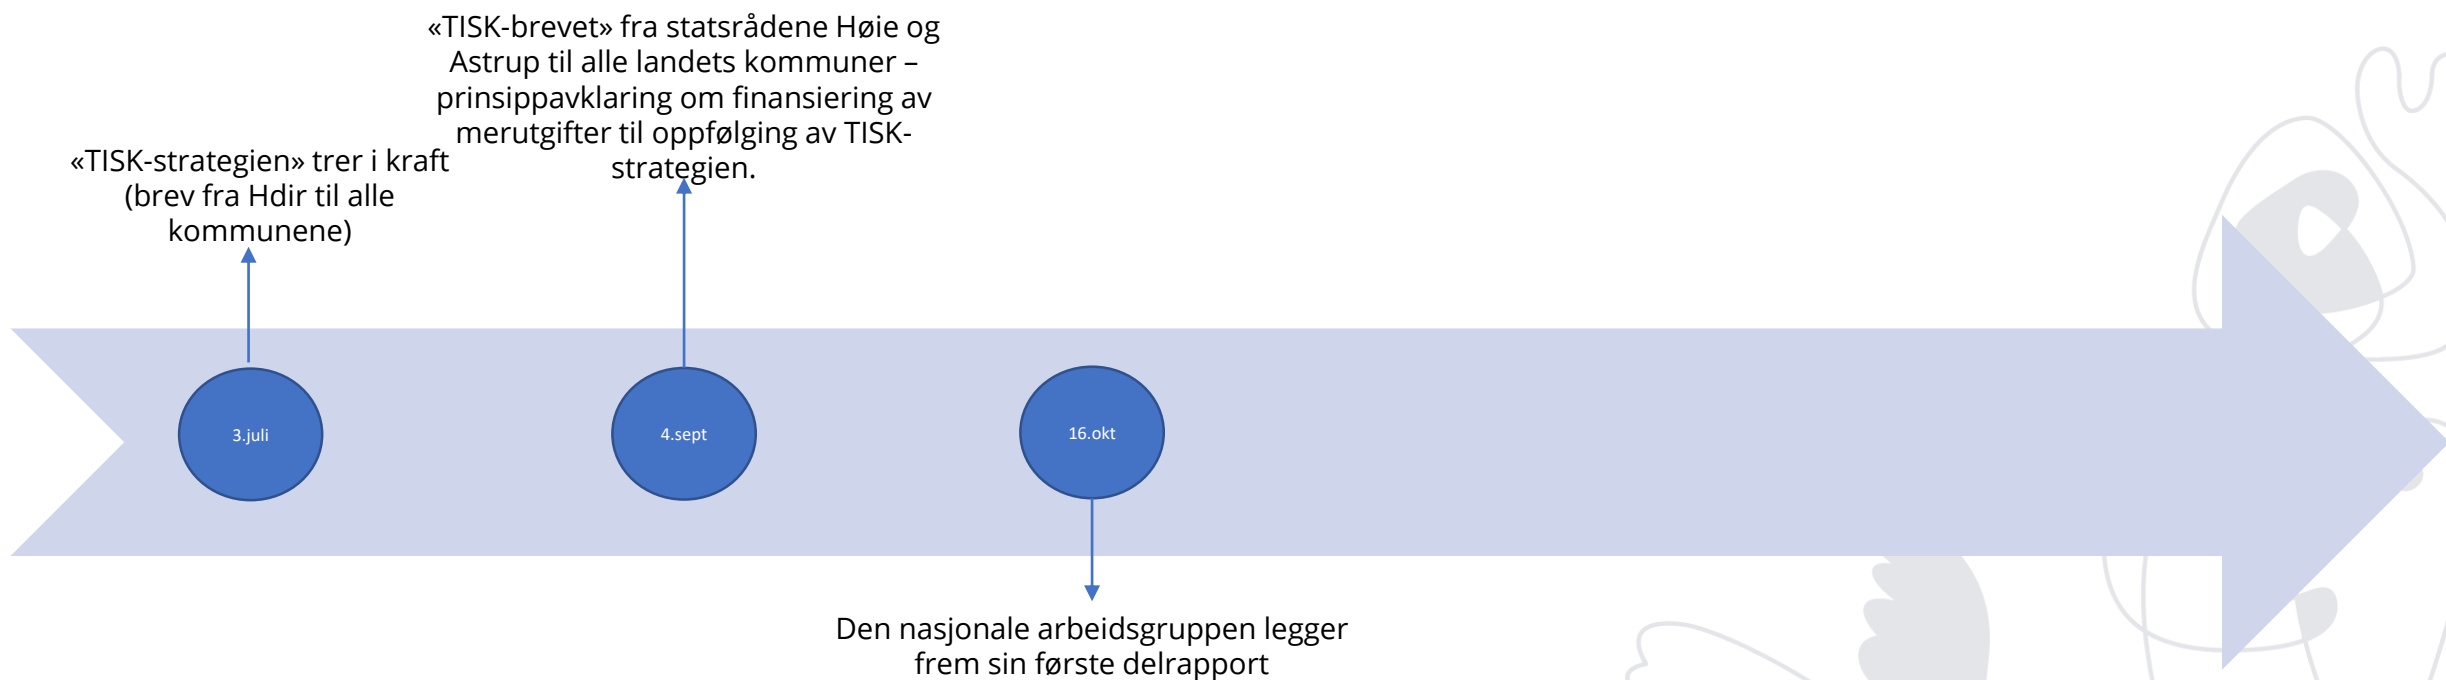 «TISK-brevet» fra statsrådene Høie og
Astrup til alle landets kommuner –
prinsippavklaring om finansiering av
merutgifter til oppfølging av TISK-
strategien.
«TISK-strategien» trer i kraft
(brev fra Hdir til alle
kommunene)
3.juli
4.sept
16.okt
Den nasjonale arbeidsgruppen legger
frem sin første delrapport